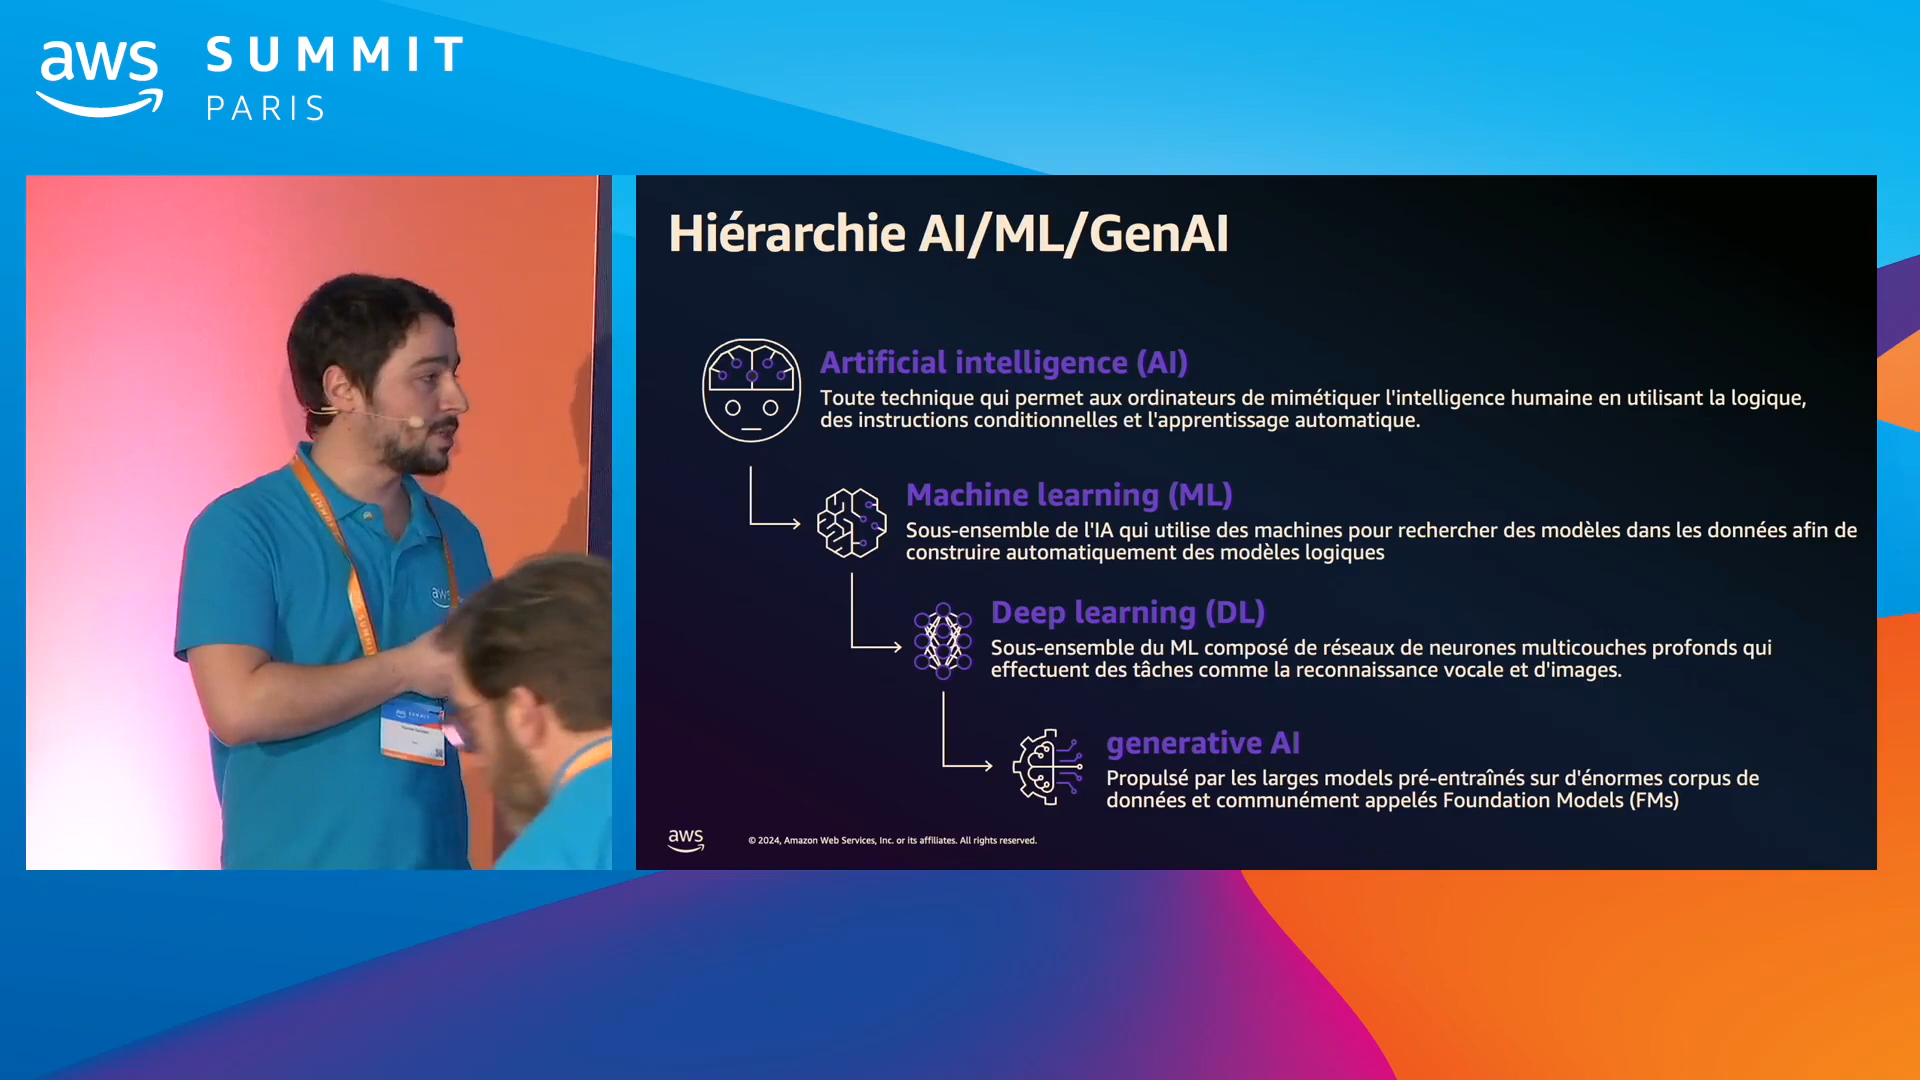 aws SUMMIT
PARIS
Hiérarchie AI/ML/GenAI
Artificial intelligence (AI)
Toute technique qui permet aux ordinateurs de mimétiquer l'intelligence humaine en utilisant la logique,
des instructions conditionnelles et l'apprentissage automatique.
Machine learning (ML)
Sous-ensemble de l'IA qui utilise des machines pour rechercher des modèles dans les données afin de
construire automatiquement des modèles logiques
Deep learning (DL)
Sous-ensemble du ML composé de réseaux de neurones multicouches profonds qui
effectuent des tâches comme la reconnaissance vocale et d'images.
generative AI
Propulsé par les larges models pré-entraînés sur d'énormes corpus de
données et communément appelés Foundation Models (FMs)
aws
© 2024, Amazon Web Services, Inc. or its affiliates. All rights reserved.
SUMMIT
SUMMIT
aws
aws SUMMIT